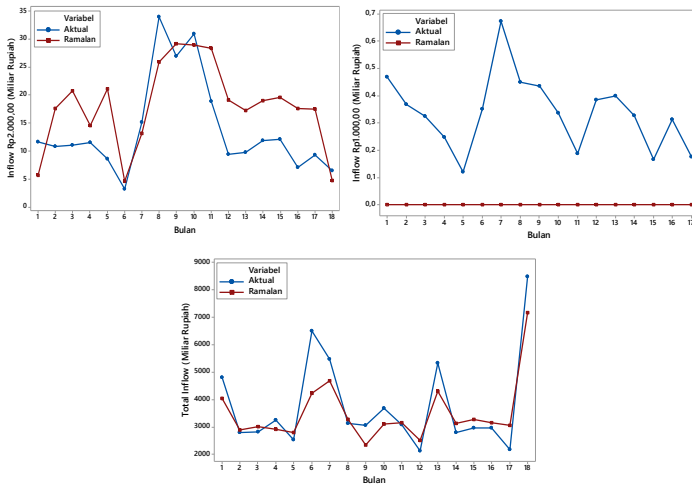 Inflow Rp2.000,00 (Miliar Rupiah)
35
30
25
20
15
10
5
0
Variabel
Aktual
Ramalan
1 2 3 4 5 6 7 8 9 10 11 12 13 14 15 16 17 18
Bulan
Inflow Rp1.000,00 (Miliar Rupiah)
0,7
0,6
0,5
0,4
0,3
0,2
0,1
0,0
Variabel
Aktual
Ramalan
1 2 3 4 5 6 7 8 9 10 11 12 13 14 15 16 17
Bulan
Total Inflow (Miliar Rupiah)
9000
8000
7000
6000
5000
4000
3000
2000
Variabel
Aktual
Ramalan
1 2 3 4 5 6 7 8 9 10 11 12 13 14 15 16 17 18
Bulan